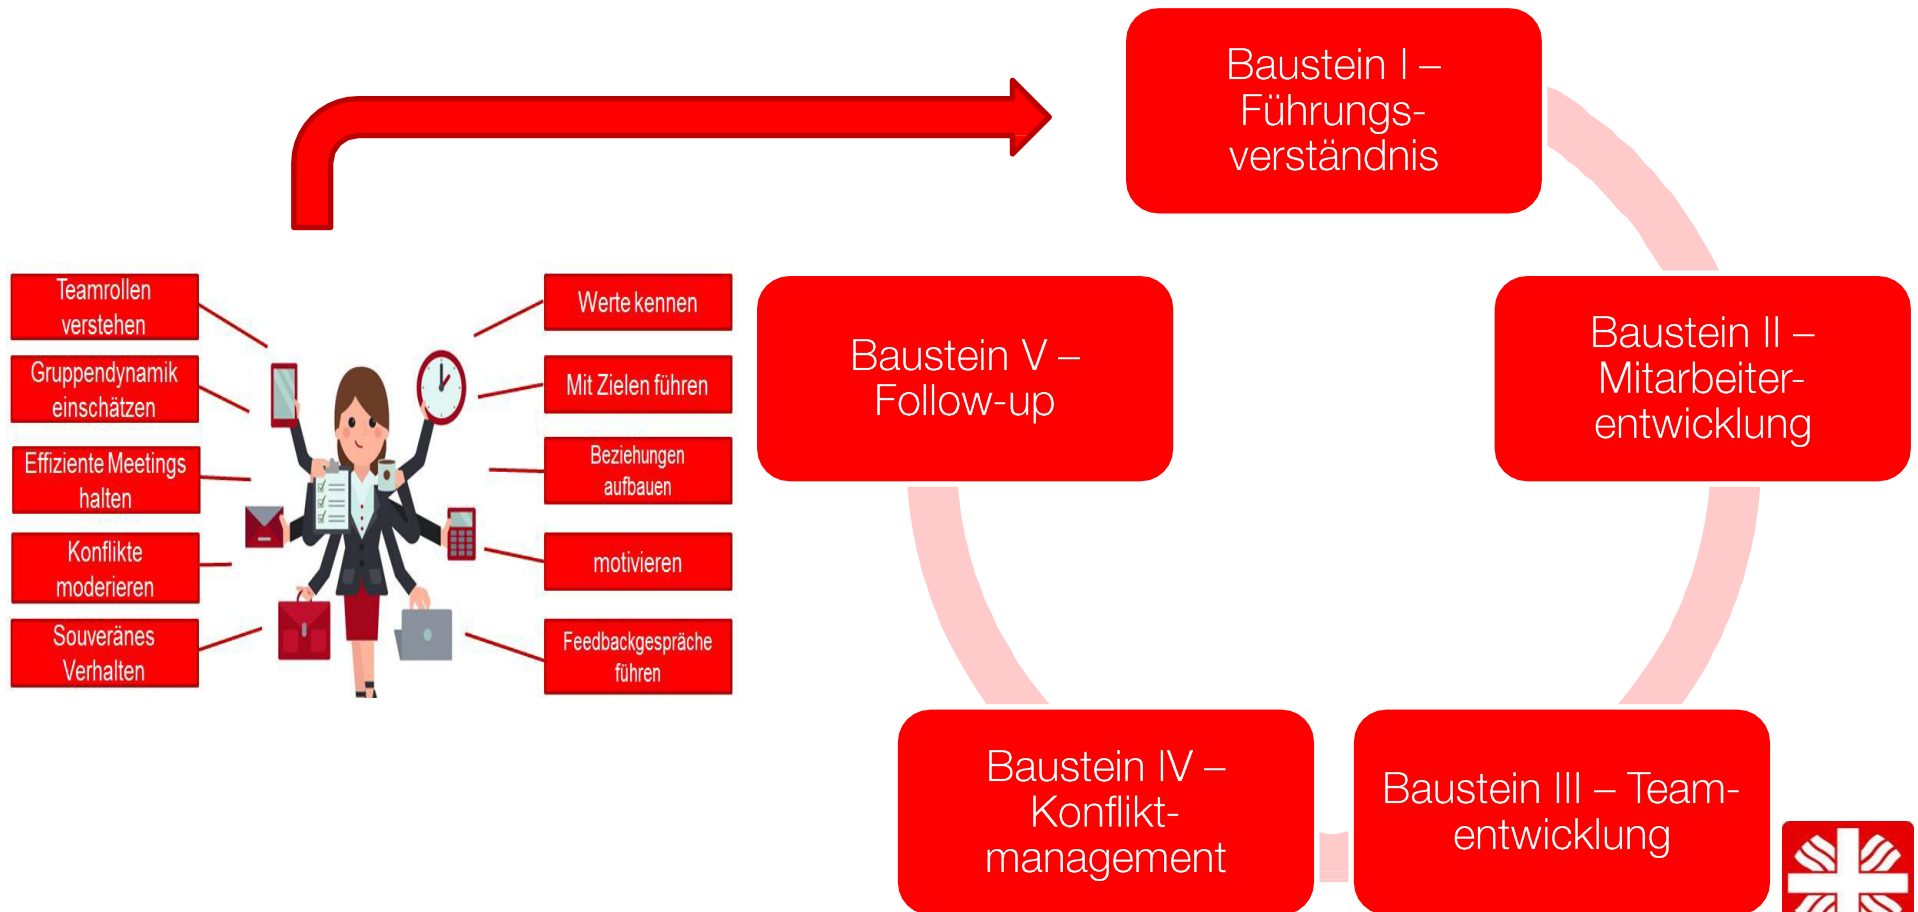 Baustein I –
Führungs-
verständnis
Baustein II –
Mitarbeiter-
entwicklung
Baustein III – Team-
entwicklung
Baustein IV –
Konflikt-
management
Baustein V –
Follow-up
Teamrollen
verstehen
Gruppendynamik
einschätzen
Effiziente Meetings
halten
Konflikte
moderieren
Souveränes
Verhalten
Werte kennen
Mit Zielen führen
Beziehungen
aufbauen
motivieren
Feedbackgespräche
führen